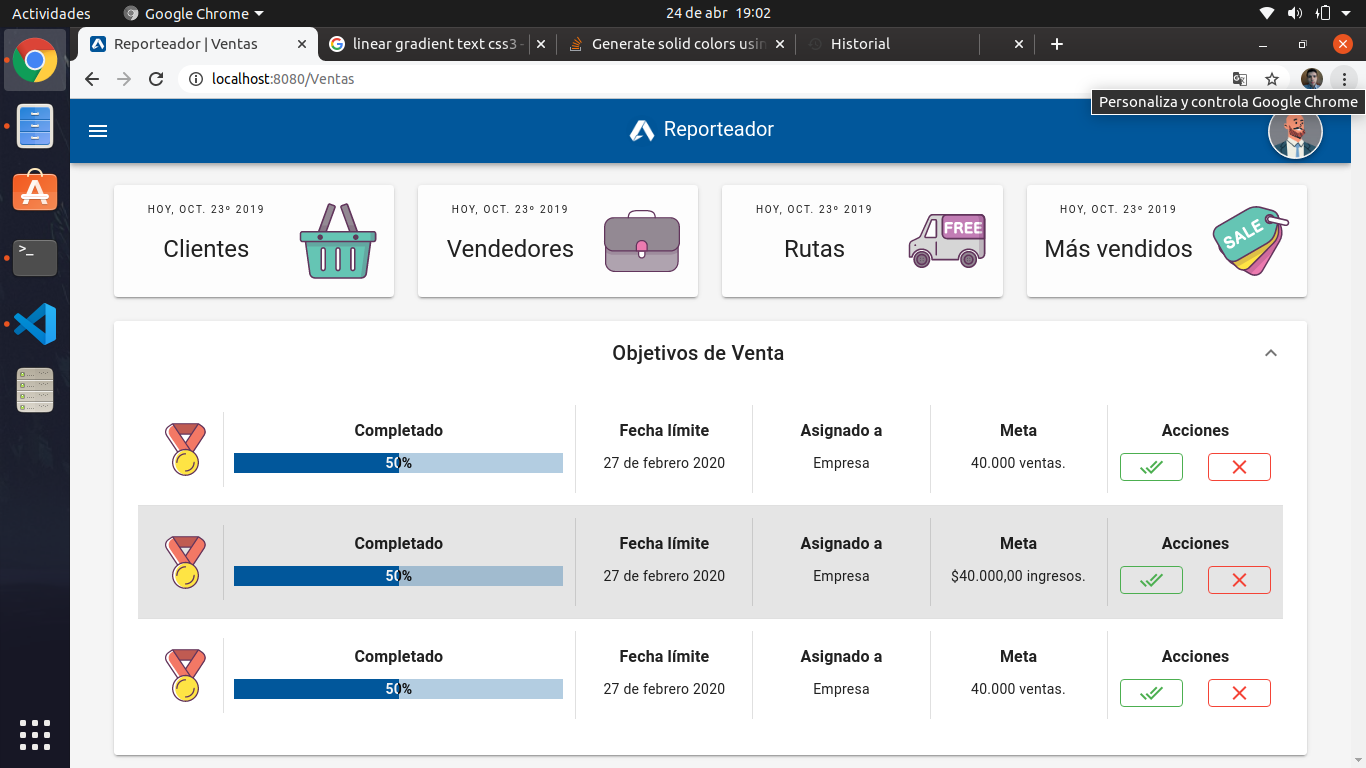 Actividades
Google Chrome
24 de abr 19:02
Reporteador | Ventas
linear gradient text css3 -
Generate solid colors usin
Historial
localhost:8080/Ventas
Personaliza y controla Google Chrome
Reporteador
HOY, OCT. 23º 2019
Clientes
HOY, OCT. 23º 2019
Vendedores
HOY, OCT. 23º 2019
Rutas
FREE
HOY, OCT. 23º 2019
Más vendidos
SALE
Objetivos de Venta
Completado
50%
Fecha límite
27 de febrero 2020
Asignado a
Empresa
Meta
40.000 ventas.
Acciones
Completado
50%
Fecha límite
27 de febrero 2020
Asignado a
Empresa
Meta
$40.000,00 ingresos.
Acciones
Completado
50%
Fecha límite
27 de febrero 2020
Asignado a
Empresa
Meta
40.000 ventas.
Acciones